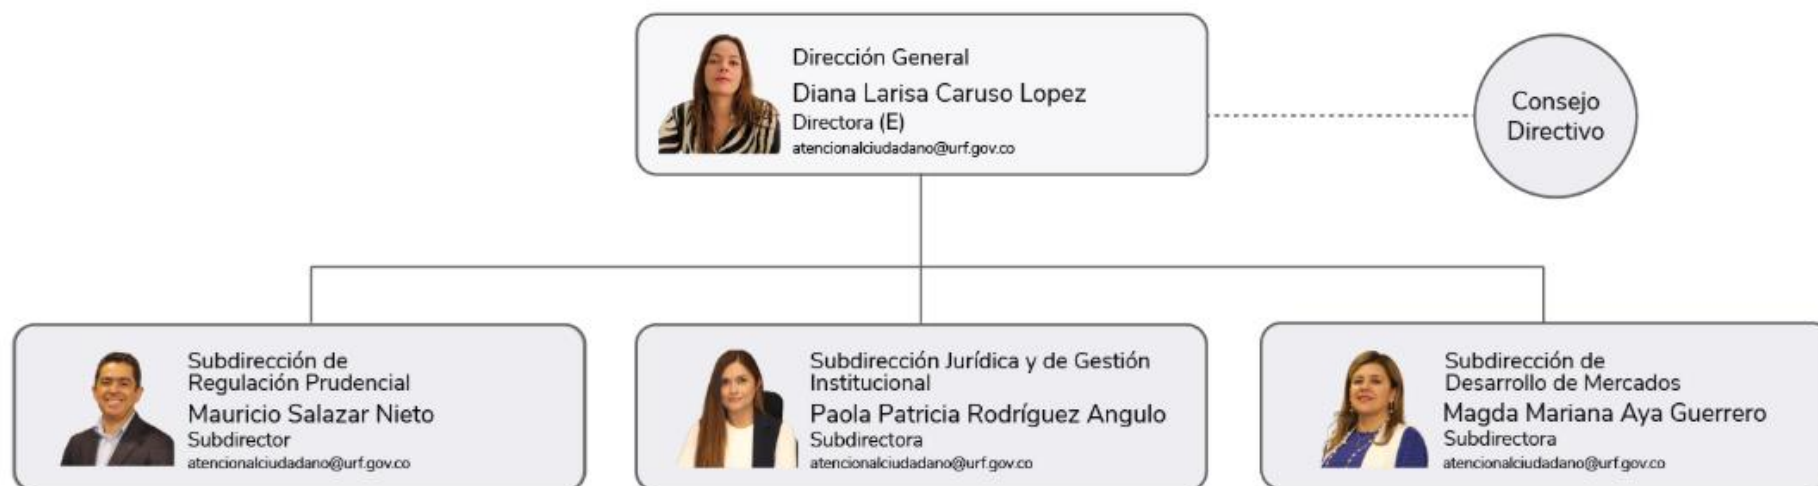 Dirección General
Diana Larisa Caruso Lopez
Directora (E)
atencionalciudadano@urf.gov.co
Consejo
Directivo
Subdirección de
Regulación Prudencial
Mauricio Salazar Nieto
Subdirector
atencionalciudadano@urf.gov.co
Subdirección Jurídica y de Gestión
Institucional
Paola Patricia Rodríguez Angulo
Subdirectora
atencionalciudadano@urf.gov.co
Subdirección de
Desarrollo de Mercados
Magda Mariana Aya Guerrero
Subdirectora
atencionalciudadano@urf.gov.co